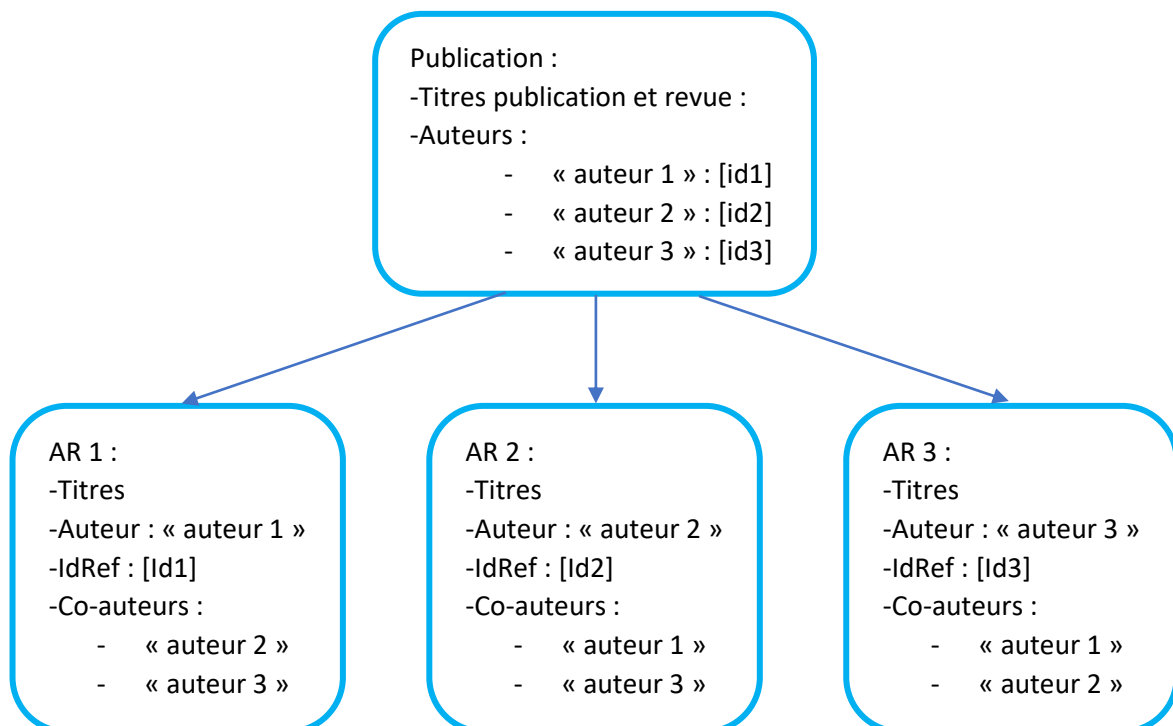 Publication :
-Titres publication et revue :
-Auteurs :
- « auteur 1 » : [id1]
- « auteur 2 » : [id2]
- « auteur 3 » : [id3]
AR 1 :
-Titres
-Auteur : « auteur 1 »
-IdRef : [Id1]
-Co-auteurs :
- « auteur 2 »
- « auteur 3 »
AR 2 :
-Titres
-Auteur : « auteur 2 »
-IdRef : [Id2]
-Co-auteurs :
- « auteur 1 »
- « auteur 3 »
AR 3 :
-Titres
-Auteur : « auteur 3 »
-IdRef : [Id3]
-Co-auteurs :
- « auteur 1 »
- « auteur 2 »